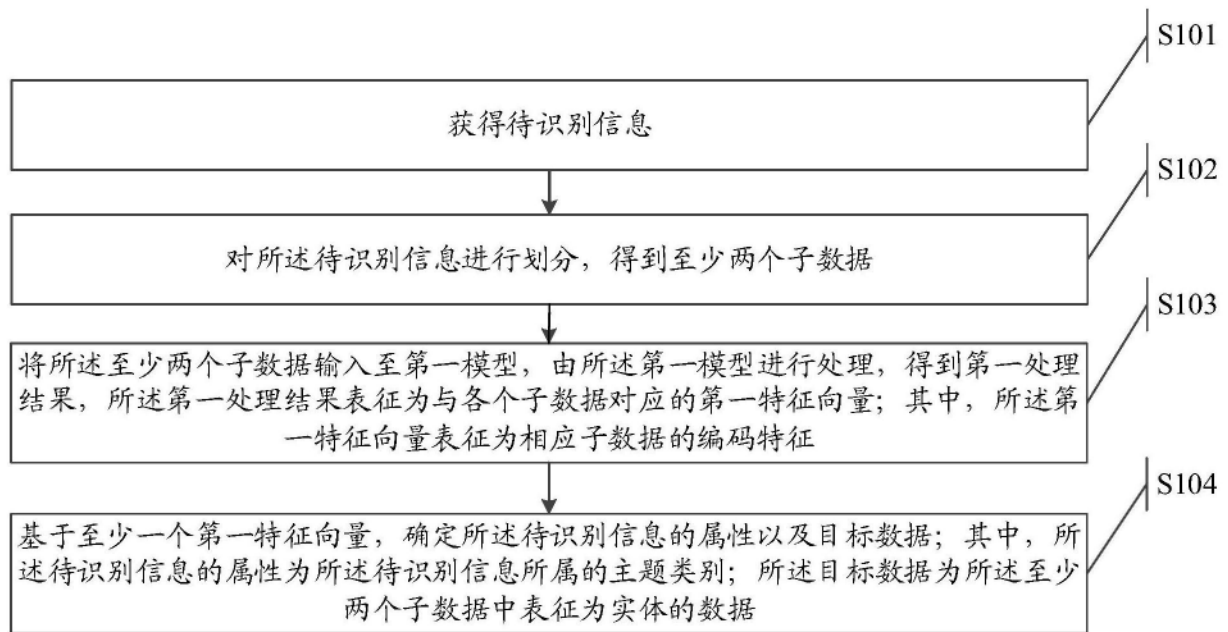 S101
获得待识别信息
S102
对所述待识别信息进行划分，得到至少两个子数据
S103
将所述至少两个子数据输入至第一模型，由所述第一模型进行处理，得到第一处理
结果，所述第一处理结果表征为与各个子数据对应的第一特征向量；其中，所述第
一特征向量表征为相应子数据的编码特征
S104
基于至少一个第一特征向量，确定所述待识别信息的属性以及目标数据；其中，所
述待识别信息的属性为所述待识别信息所属的主题类别；所述目标数据为所述至少
两个子数据中表征为实体的数据